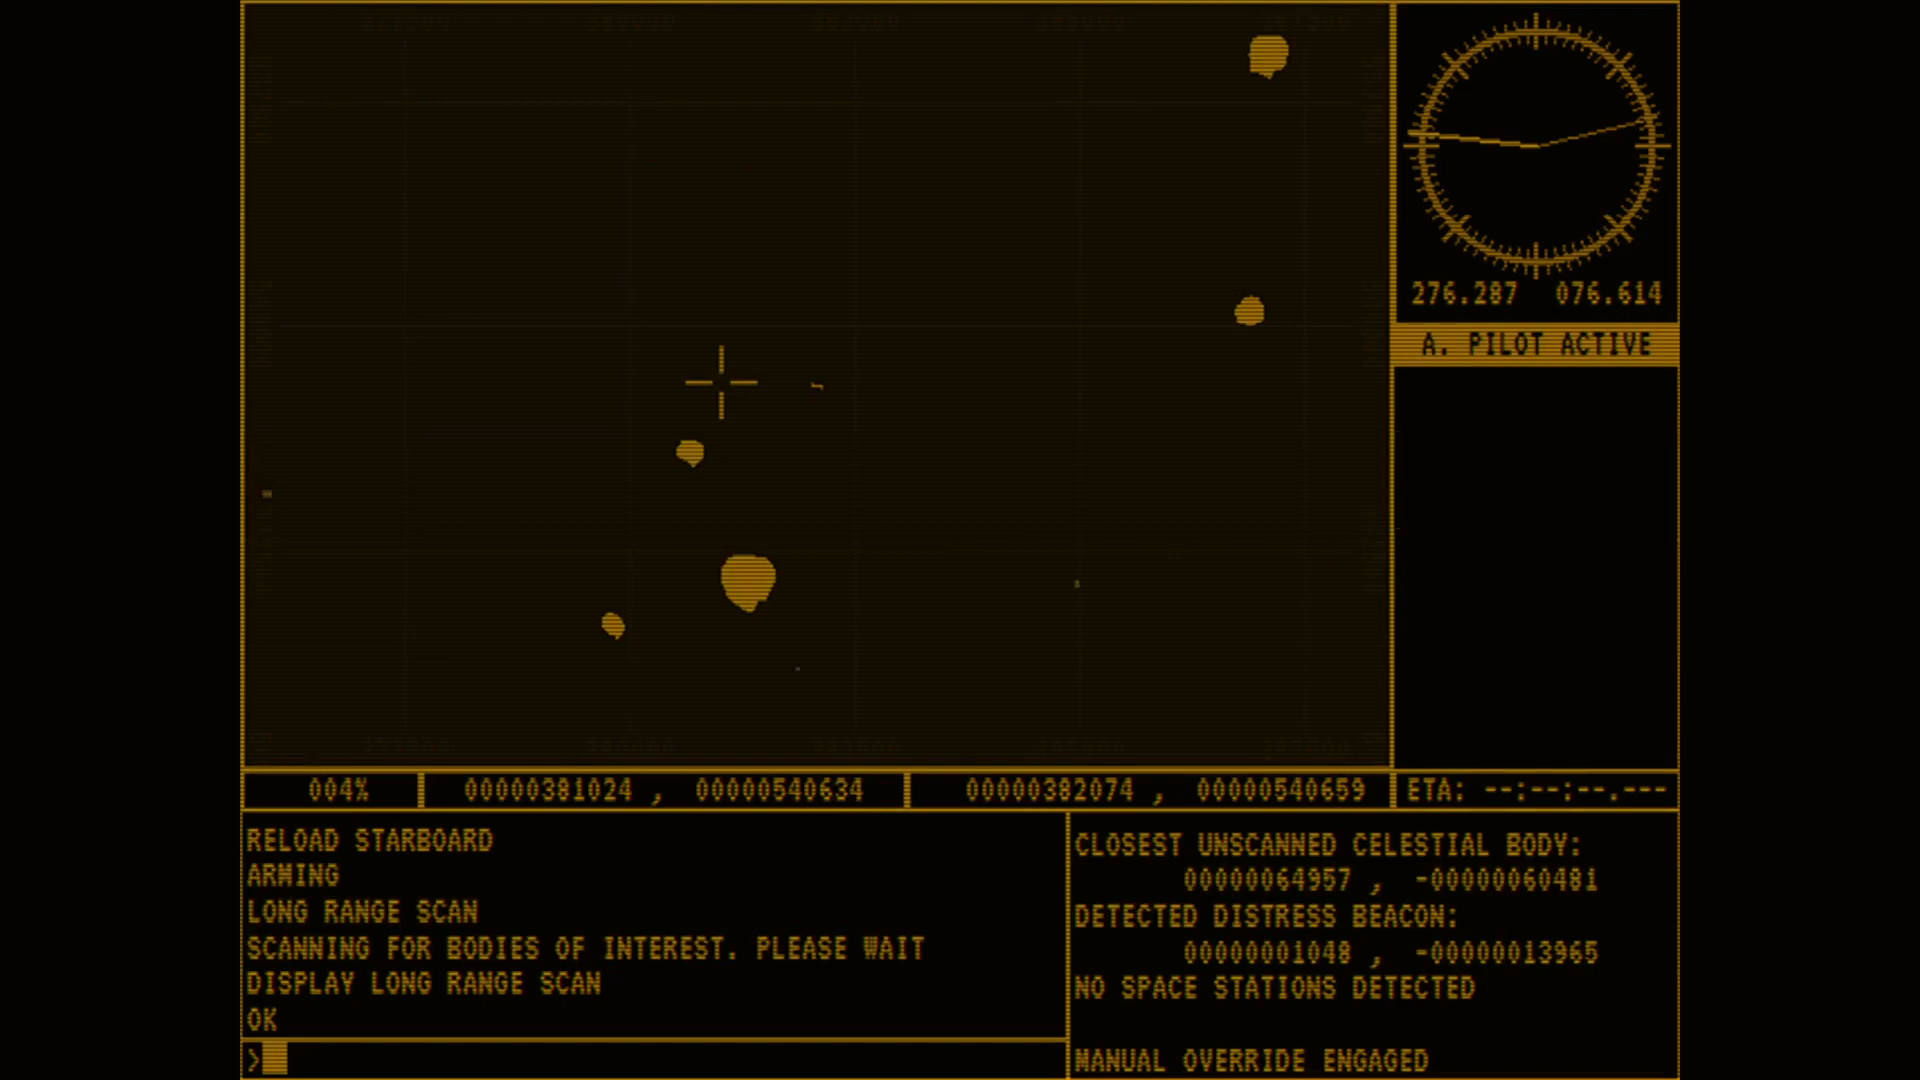 276.287 076.614
A. PILOT ACTIVE
004% 00000381024 , 00000540634 00000382074 , 00000540659 ETA: --:--:--.---
RELOAD STARBOARD
ARMING
LONG RANGE SCAN
SCANNING FOR BODIES OF INTEREST. PLEASE WAIT
DISPLAY LONG RANGE SCAN
OK
>
CLOSEST UNSCANNED CELESTIAL BODY:
00000064957 , -00000060481
DETECTED DISTRESS BEACON:
00000001048 , -00000013965
NO SPACE STATIONS DETECTED
MANUAL OVERRIDE ENGAGED